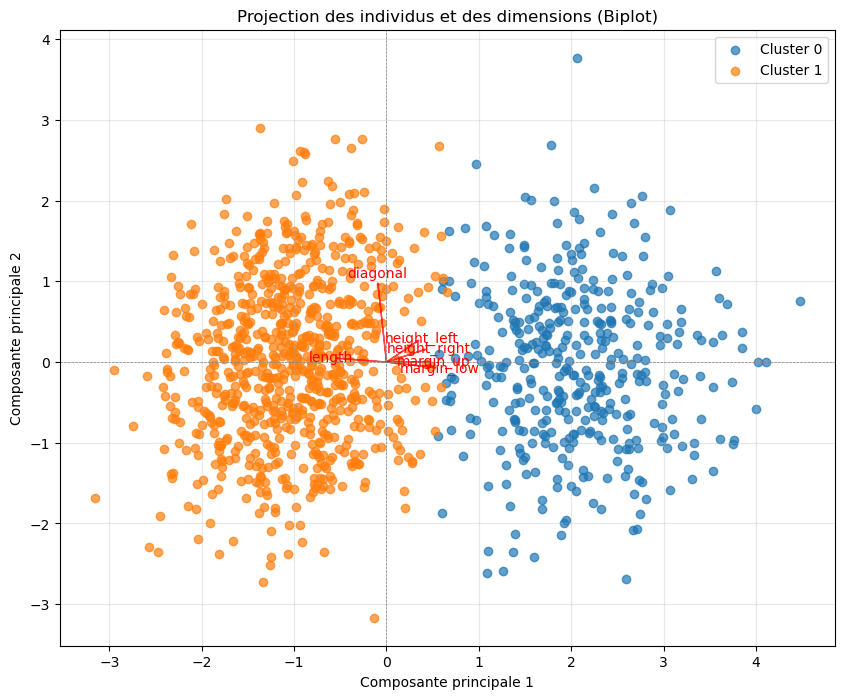 Projection des individus et des dimensions (Biplot)
Cluster 0
Cluster 1
Composante principale 2
4
3
2
1
0
−1
−2
−3
diagonal
height_left
height_right
length
margin_up
margin_low
−3
−2
−1
0
1
2
3
4
Composante principale 1